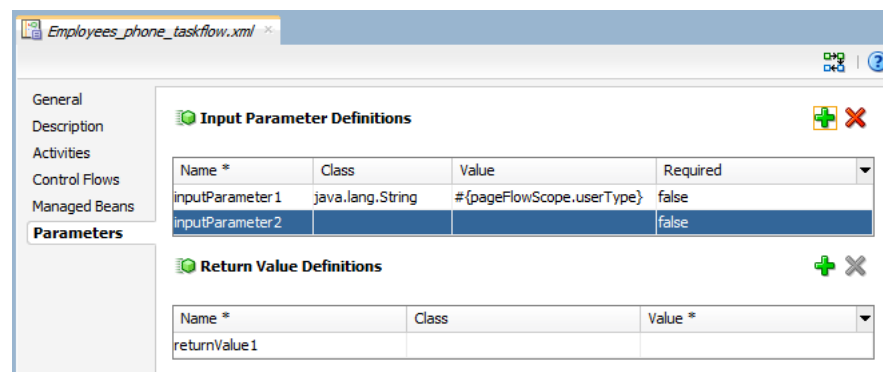 Employees_phone_taskflow.xml
General
Description
Activities
Control Flows
Managed Beans
Parameters
Input Parameter Definitions
Name * Class Value Required
inputParameter1 java.lang.String #{pageFlowScope.userType} false
inputParameter2 false
Return Value Definitions
Name * Class Value *
returnValue1